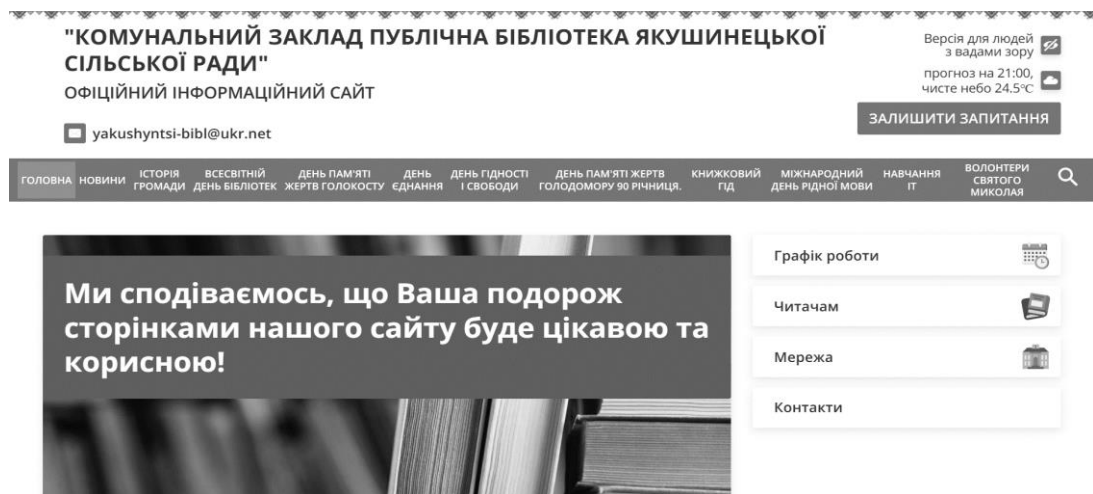 "КОМУНАЛЬНИЙ ЗАКЛАД ПУБЛІЧНА БІБЛІОТЕКА ЯКУШИНЕЦЬКОЇ
СІЛЬСЬКОЇ РАДИ"
ОФІЦІЙНИЙ ІНФОРМАЦІЙНИЙ САЙТ
yakushyntsi-bibl@ukr.net
Версія для людей
з вадами зору
прогноз на 21:00,
чисте небо 24.5°C
ЗАЛИШИТИ ЗАПИТАННЯ
ГОЛОВНА
НОВИНИ
ІСТОРІЯ
ГРОМАДИ
ВСЕСВІТНІЙ
ДЕНЬ БІБЛІОТЕК
ДЕНЬ ПАМ'ЯТІ
ЖЕРТВ ГОЛОКОСТУ
ДЕНЬ
ЄДНАННЯ
ДЕНЬ ГІДНОСТІ
І СВОБОДИ
ДЕНЬ ПАМ'ЯТІ ЖЕРТВ
ГОЛОДОМОРУ 90 РІЧНИЦЯ.
КНИЖКОВИЙ
ГІД
МІЖНАРОДНИЙ
ДЕНЬ РІДНОЇ МОВИ
НАВЧАННЯ
ІТ
ВОЛОНТЕРИ
СВЯТОГО
МИКОЛАЯ
Ми сподіваємось, що Ваша подорож
сторінками нашого сайту буде цікавою та
корисною!
Графік роботи
Читачам
Мережа
Контакти